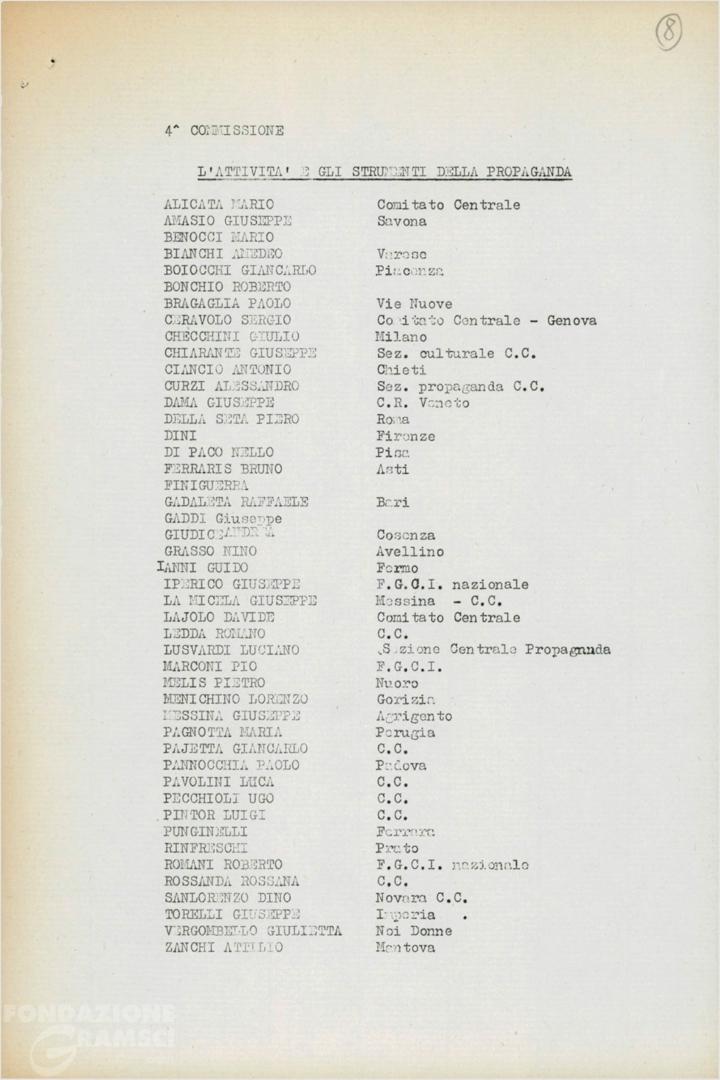 8
4^ COMMISSIONE
L'ATTIVITA' E GLI STRUMENTI DELLA PROPAGANDA
ALICATA MARIO Comitato Centrale
AMASIO GIUSEPPE Savona
BENOCCI MARIO
BIANCHI AMEDEO Varese
BOIOCCHI GIANCARLO Piacenza
BONCHIO ROBERTO
BRAGAGLIA PAOLO Vie Nuove
CERAVOLO SERGIO Comitato Centrale - Genova
CHECCHINI GIULIO Milano
CHIARANTE GIUSEPPE Sez. culturale C.C.
CIANCIO ANTONIO Chieti
CURZI ALESSANDRO Sez. propaganda C.C.
DAMA GIUSEPPE C.R. Veneto
DELLA SETA PIERO Roma
DINI Firenze
DI PACO NELLO Pisa
FERRARIS BRUNO Asti
FINIGUERRA
GADALETA RAFFAELE Bari
GADDI Giuseppe
GIUDICEANDREA Cosenza
GRASSO NINO Avellino
IANNI GUIDO Fermo
IPERICO GIUSEPPE F.G.C.I. nazionale
LA MICELA GIUSEPPE Messina - C.C.
LAJOLO DAVIDE Comitato Centrale
LEDDA ROMANO C.C.
LUSVARDI LUCIANO Sezione Centrale Propaganda
MARCONI PIO F.G.C.I.
MELIS PIETRO Nuoro
MENICHINO LORENZO Gorizia
MESSINA GIUSEPPE Agrigento
PAGNOTTA MARIA Perugia
PAJETTA GIANCARLO C.C.
PANNOCCHIA PAOLO Padova
PAVOLINI LUCA C.C.
PECCHIOLI UGO C.C.
PINTOR LUIGI C.C.
PUNGINELLI Ferrara
RINFRESCHI Prato
ROMANI ROBERTO F.G.C.I. nazionale
ROSSANDA ROSSANA C.C.
SANLORENZO DINO Novara C.C.
TORELLI GIUSEPPE Imperia .
VERGOMBELLO GIULIETTA Noi Donne
ZANCHI ATTILIO Mantova
FONDAZIONE
GRAMSCI